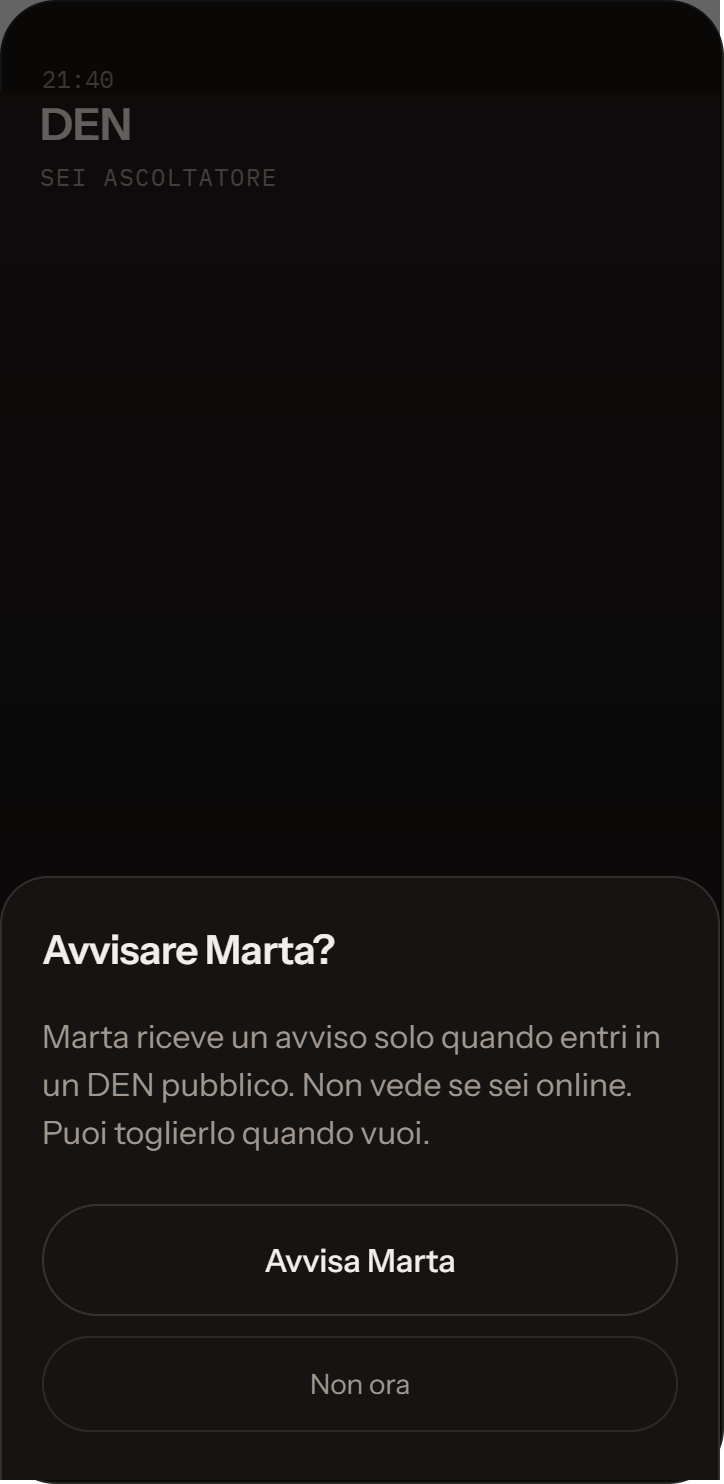 21:40
DEN
SEI ASCOLTATORE
Avvisare Marta?
Marta riceve un avviso solo quando entri in
un DEN pubblico. Non vede se sei online.
Puoi toglierlo quando vuoi.
Avvisa Marta
Non ora